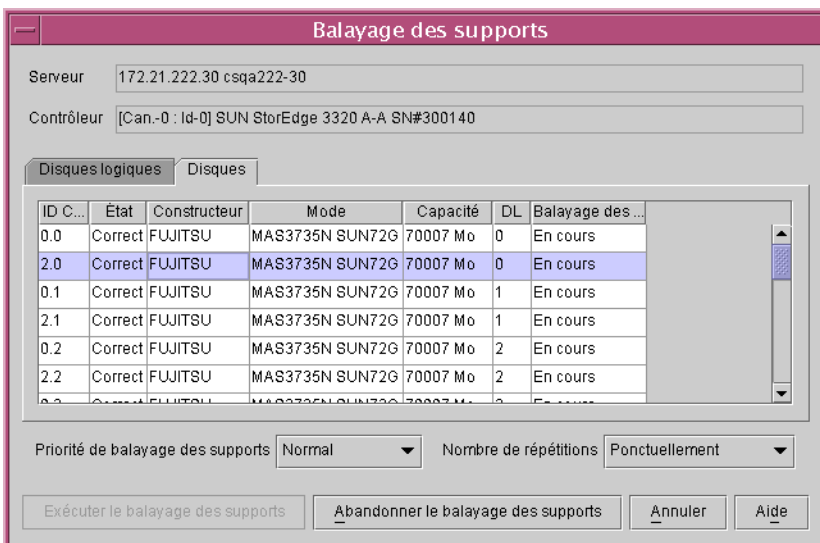 Balayage des supports
Serveur 172.21.222.30 csqa222-30
Contrôleur [Can.-0 : Id-0] SUN StorEdge 3320 A-A SN#300140
Disques logiques Disques
ID C... État Constructeur Mode Capacité DL Balayage des ...
0.0 Correct FUJITSU MAS3735N SUN72G 70007 Mo 0 En cours
2.0 Correct FUJITSU MAS3735N SUN72G 70007 Mo 0 En cours
0.1 Correct FUJITSU MAS3735N SUN72G 70007 Mo 1 En cours
2.1 Correct FUJITSU MAS3735N SUN72G 70007 Mo 1 En cours
0.2 Correct FUJITSU MAS3735N SUN72G 70007 Mo 2 En cours
2.2 Correct FUJITSU MAS3735N SUN72G 70007 Mo 2 En cours
Priorité de balayage des supports Normal Nombre de répétitions Ponctuellement
Exécuter le balayage des supports Abandonner le balayage des supports Annuler Aide